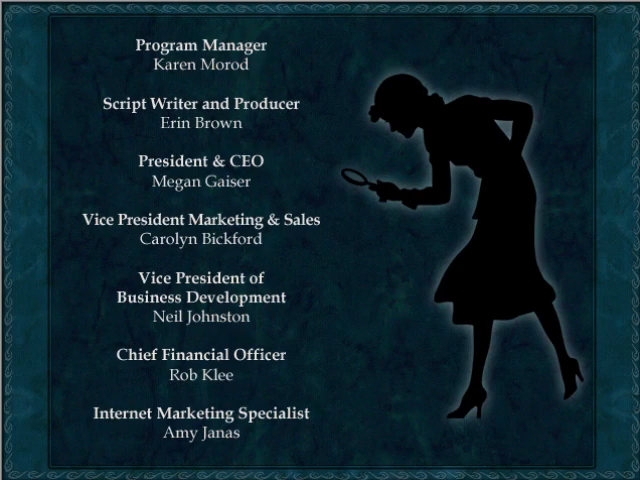 Program Manager
Karen Morod
Script Writer and Producer
Erin Brown
President & CEO
Megan Gaiser
Vice President Marketing & Sales
Carolyn Bickford
Vice President of
Business Development
Neil Johnston
Chief Financial Officer
Rob Klee
Internet Marketing Specialist
Amy Janas